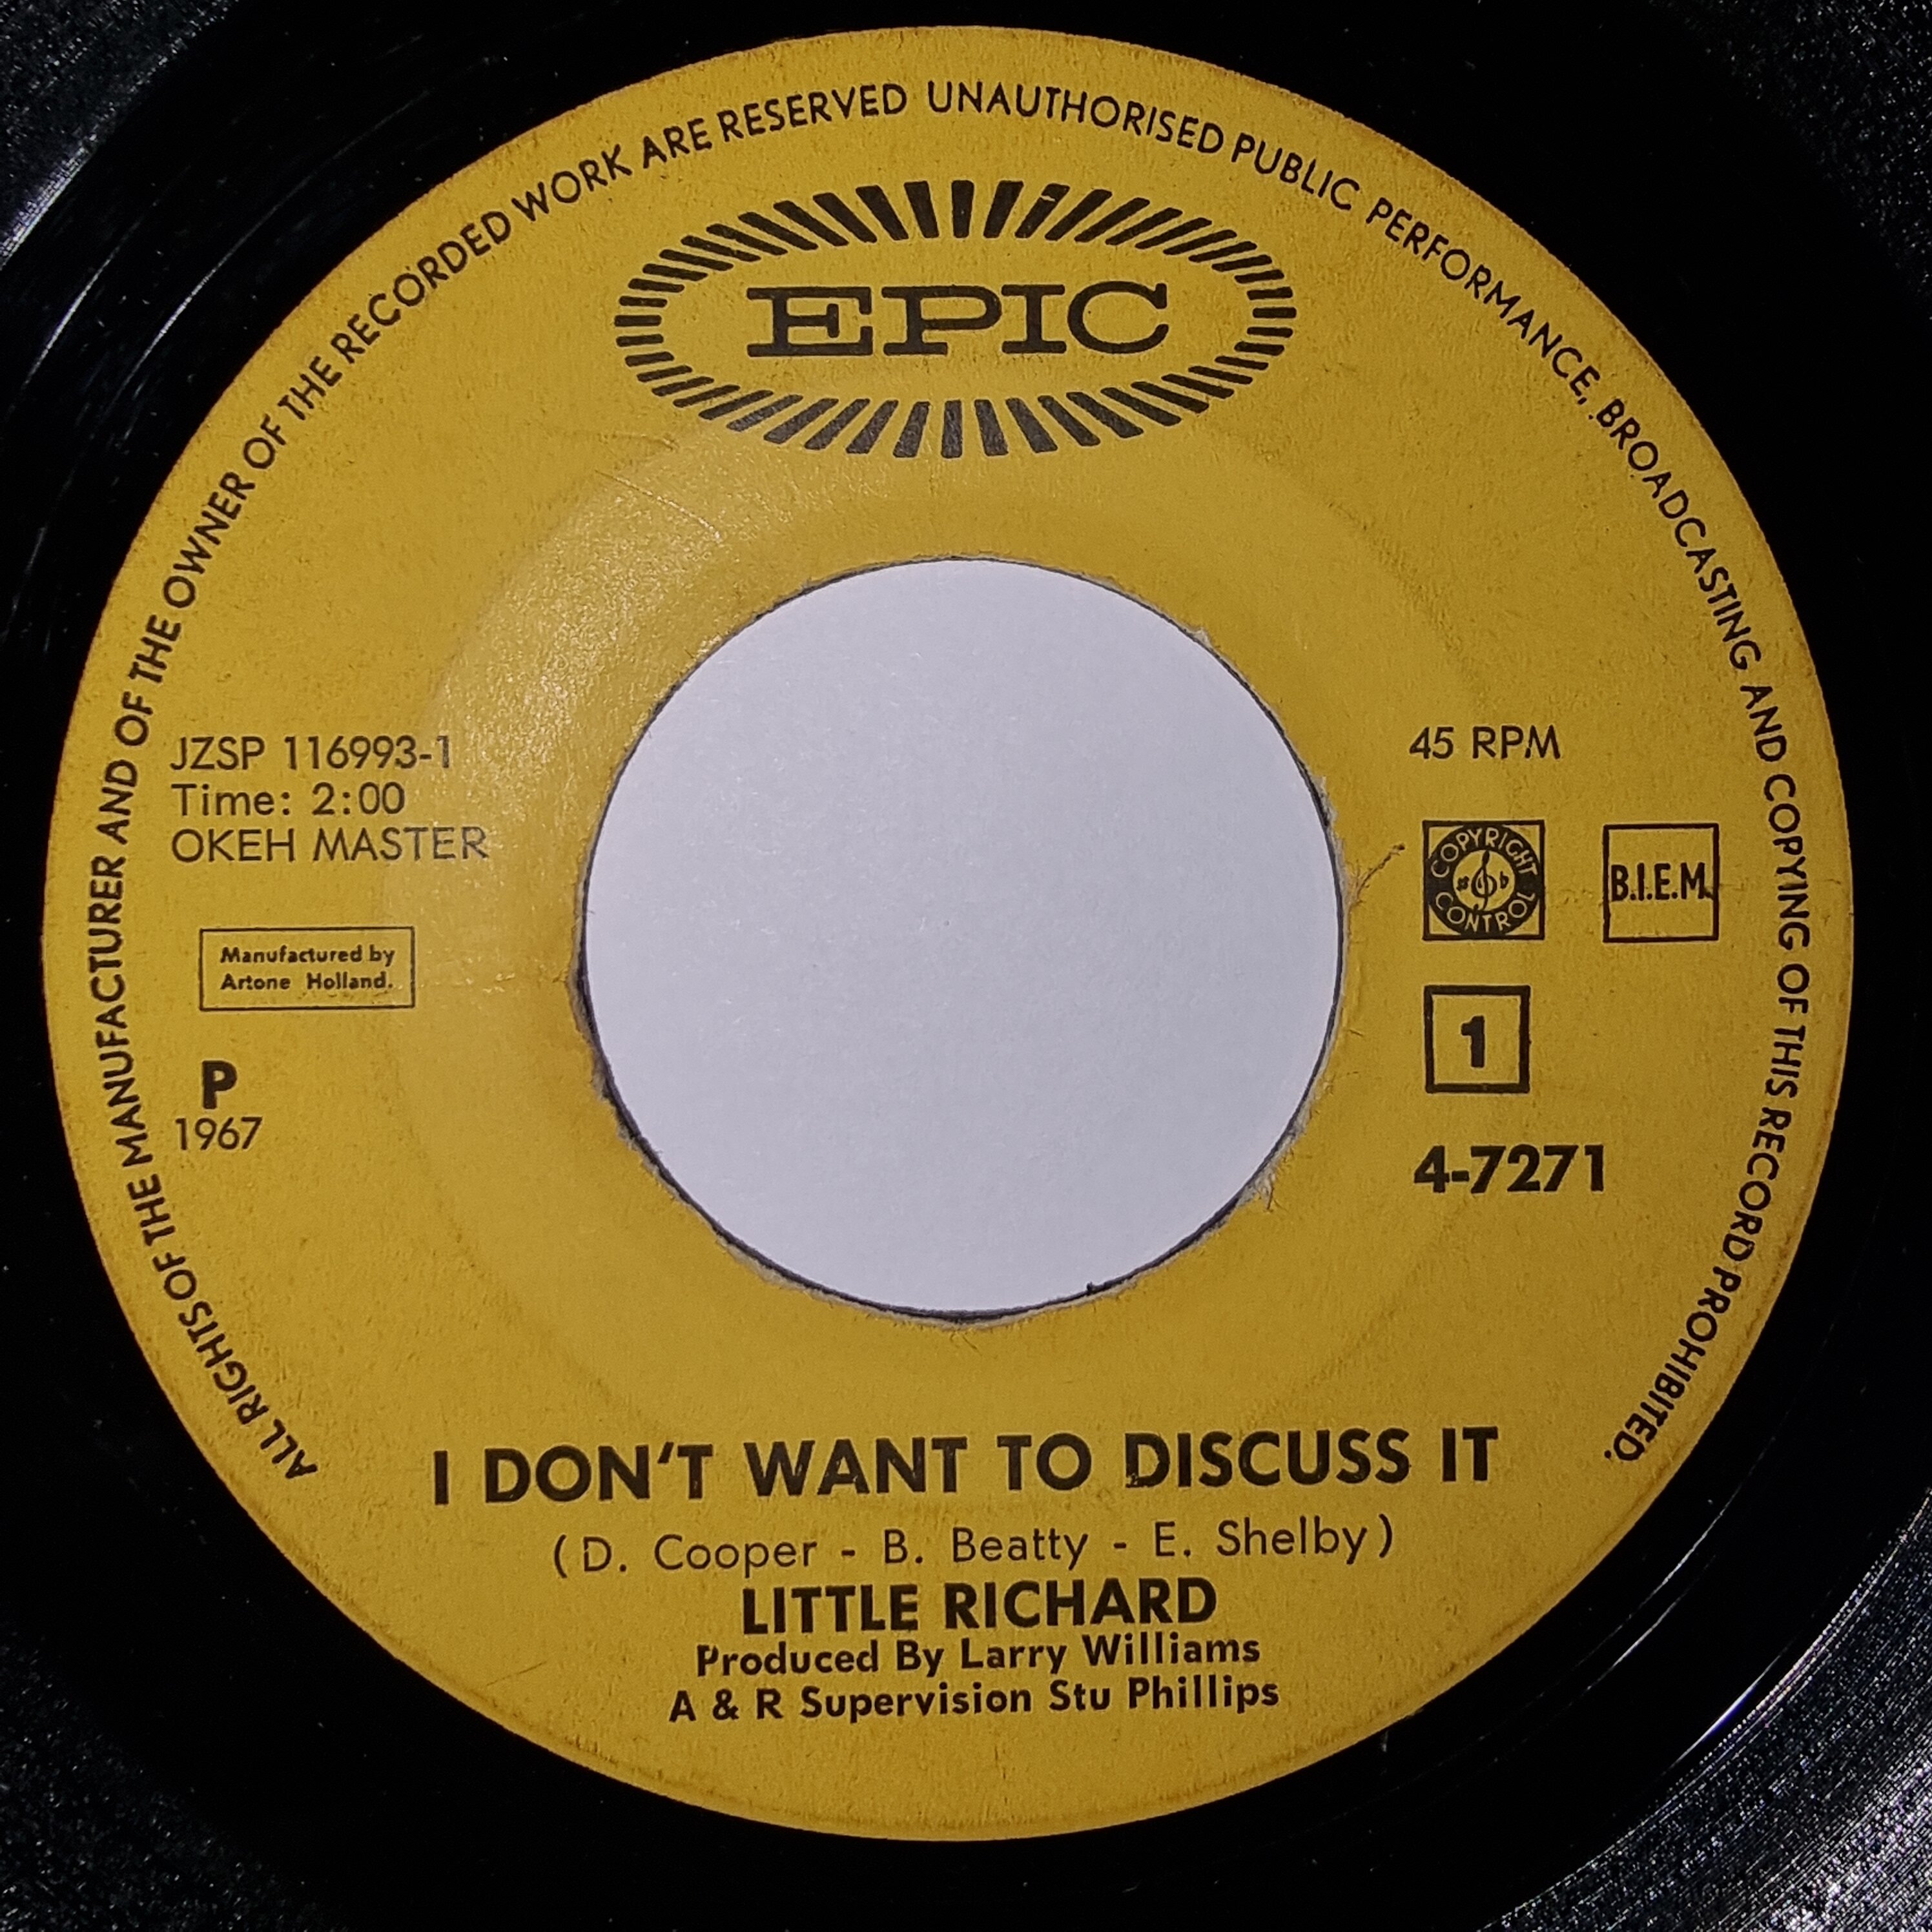 ALL RIGHTS OF THE MANUFACTURER AND OF THE OWNER OF THE RECORDED WORK ARE RESERVED UNAUTHORISED PUBLIC PERFORMANCE, BROADCASTING AND COPYING OF THIS RECORD PROHIBITED.
EPIC
JZSP 116993-1
Time: 2:00
OKEH MASTER
Manufactured by
Artone Holland.
P
1967
45 RPM
COPYRIGHT
CONTROL
B.I.E.M.
1
4-7271
I DON'T WANT TO DISCUSS IT
(D. Cooper - B. Beatty - E. Shelby)
LITTLE RICHARD
Produced By Larry Williams
A & R Supervision Stu Phillips